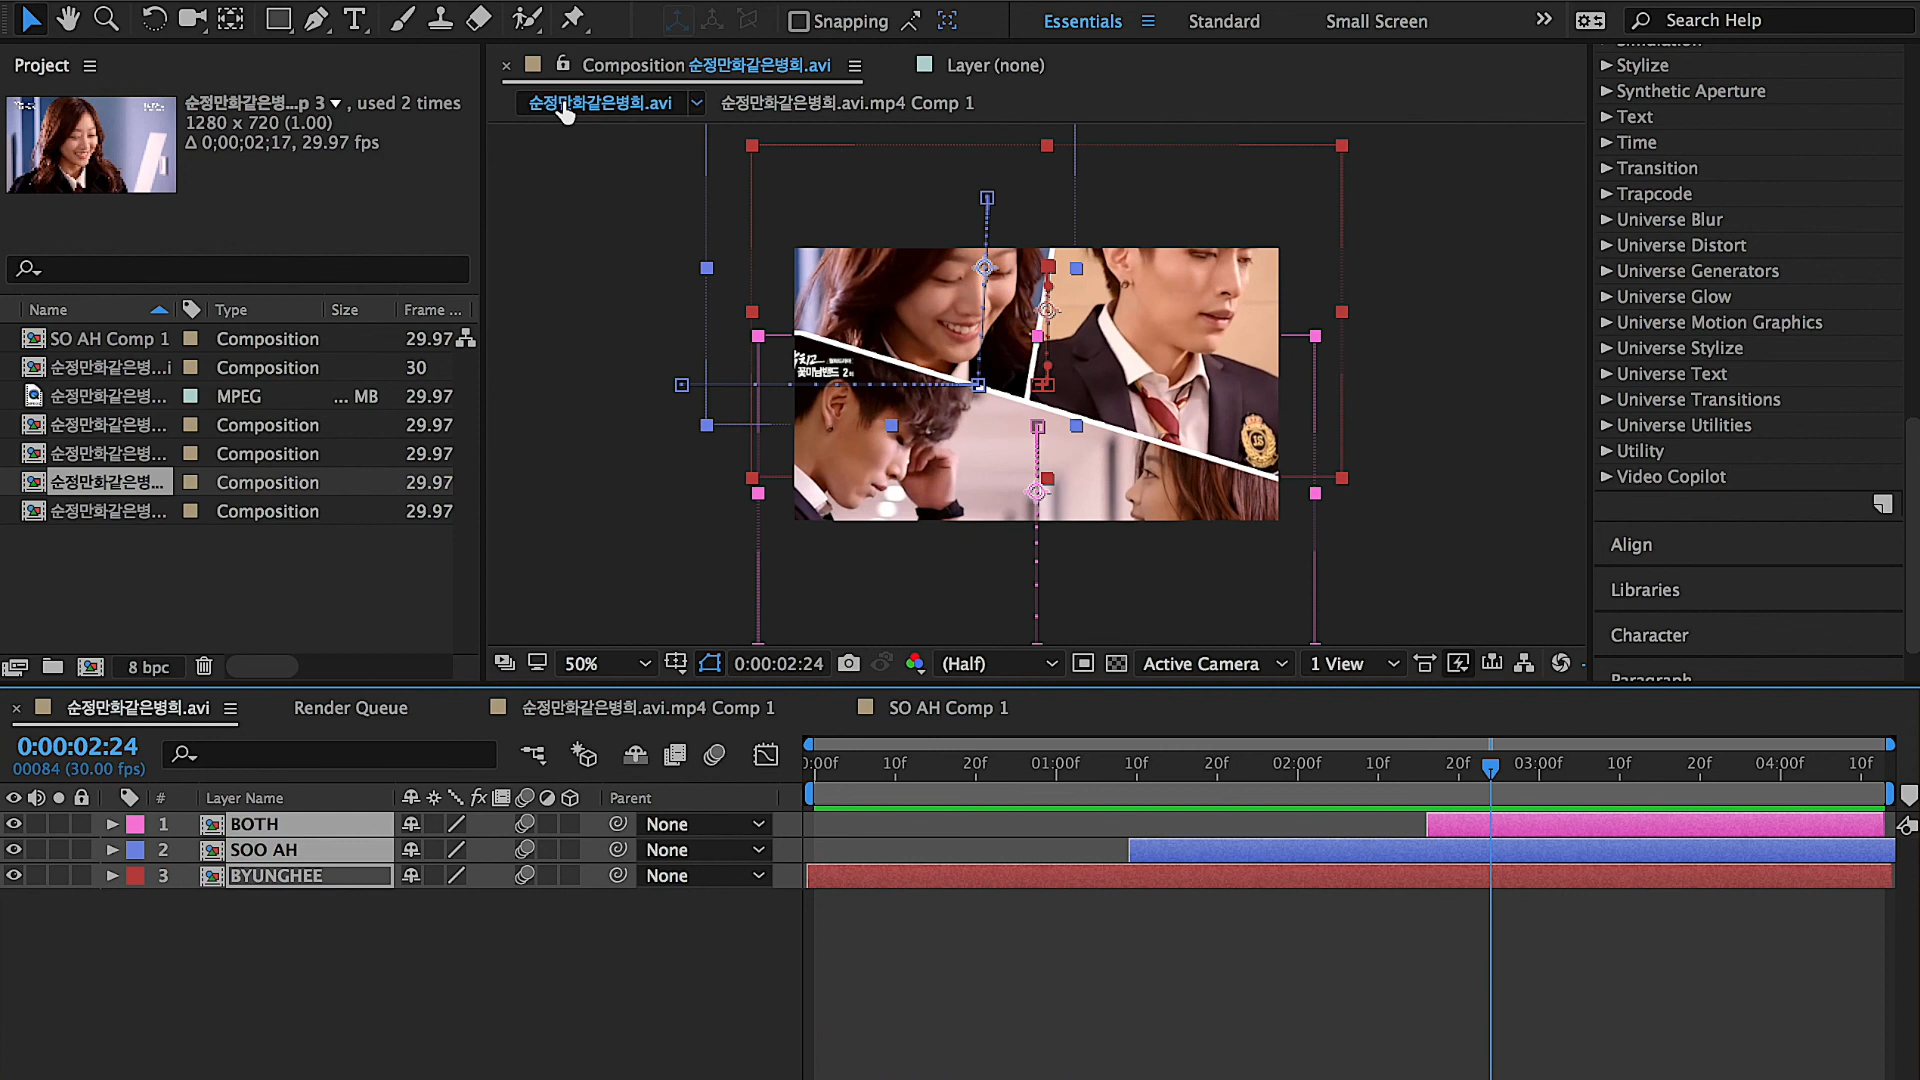 Snapping
Essentials
Standard
Small Screen
Search Help
Project
순정만화같은병...p 3 , used 2 times
1280 x 720 (1.00)
Δ 0;00;02;17, 29.97 fps
Composition 순정만화같은병희.avi
Layer (none)
순정만화같은병희.avi
순정만화같은병희.avi.mp4 Comp 1
Name Type Size Frame ...
SO AH Comp 1 Composition 29.97
순정만화같은병희...i Composition 30
순정만화같은병... MPEG ... MB 29.97
순정만화같은병... Composition 29.97
순정만화같은병... Composition 29.97
순정만화같은병... Composition 29.97
순정만화같은병... Composition 29.97
8 bpc
꽃미남밴드 2회
IS
50%
0:00:02:24
(Half)
Active Camera
1 View
Stylize
Synthetic Aperture
Text
Time
Transition
Trapcode
Universe Blur
Universe Distort
Universe Generators
Universe Glow
Universe Motion Graphics
Universe Stylize
Universe Text
Universe Transitions
Universe Utilities
Utility
Video Copilot
Align
Libraries
Character
Paragraph
순정만화같은병희.avi
Render Queue
순정만화같은병희.avi.mp4 Comp 1
SO AH Comp 1
0:00:02:24
00084 (30.00 fps)
):00f 10f 20f 01:00f 10f 20f 02:00f 10f 20f 03:00f 10f 20f 04:00f 10f
# Layer Name fx Parent
1 BOTH None
2 SOO AH None
3 BYUNGHEE None